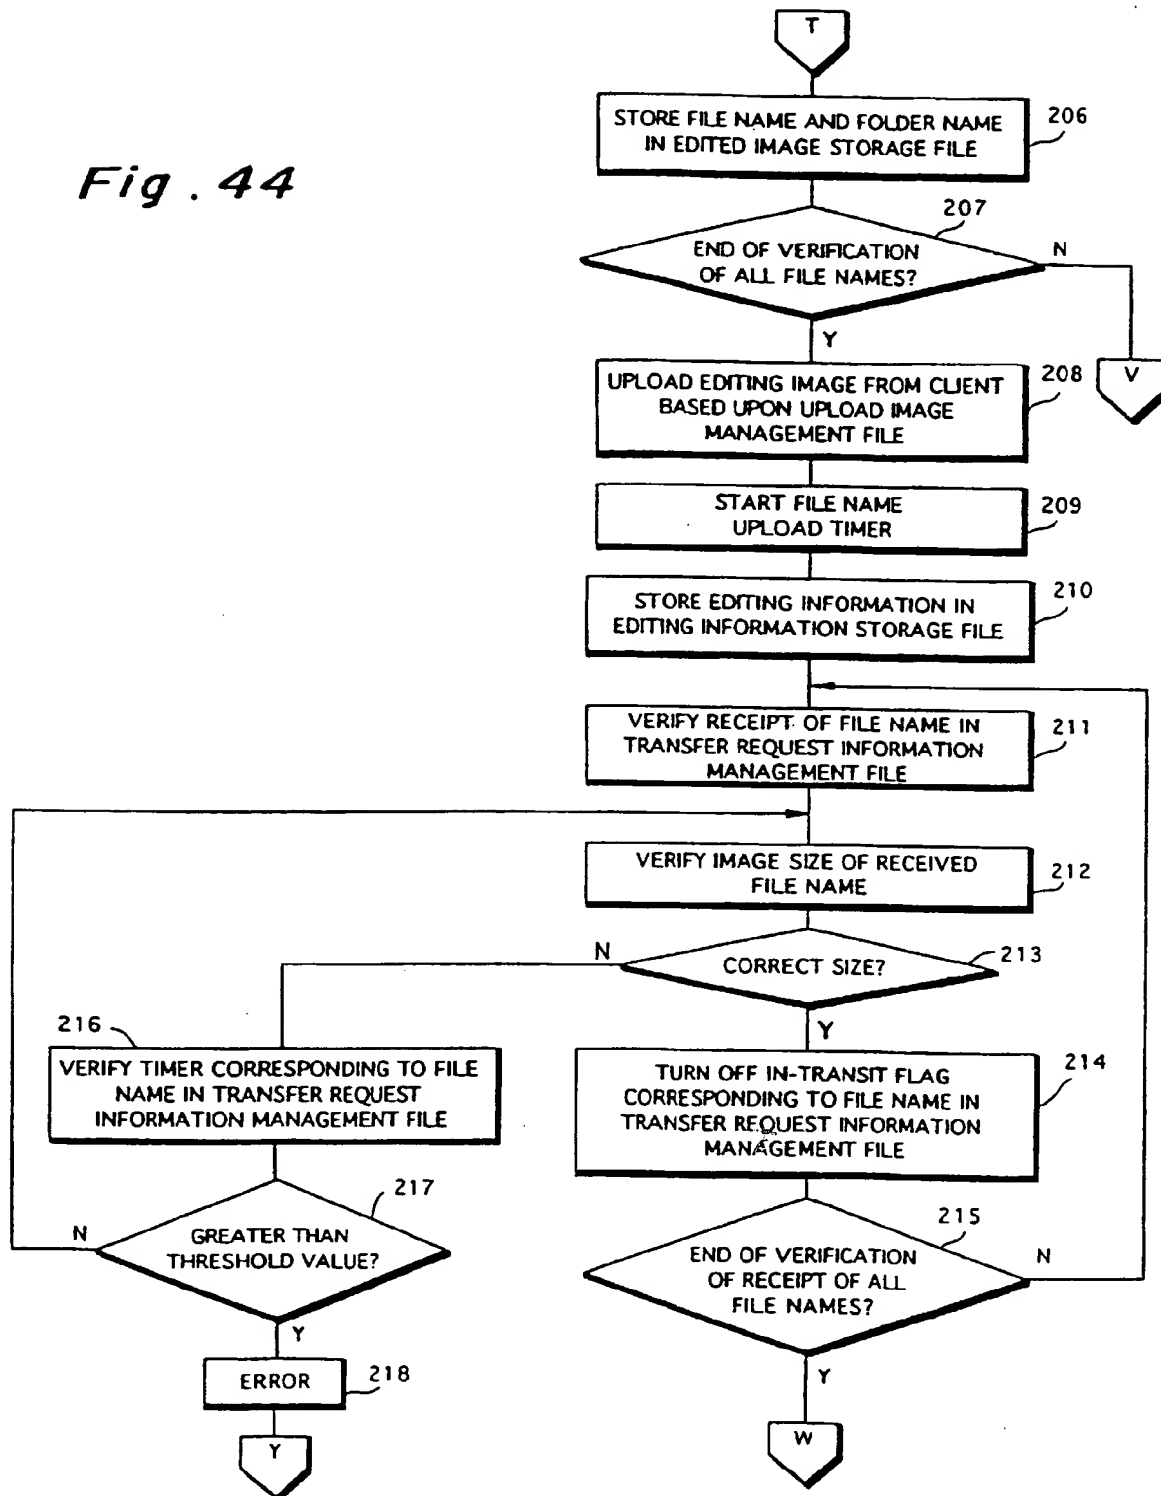 T
STORE FILE NAME AND FOLDER NAME
IN EDITED IMAGE STORAGE FILE
206
Fig. 44
207
END OF VERIFICATION
OF ALL FILE NAMES?
N
Y
V
UPLOAD EDITING IMAGE FROM CLIENT
BASED UPON UPLOAD IMAGE
MANAGEMENT FILE
208
START FILE NAME
UPLOAD TIMER
209
STORE EDITING INFORMATION IN
EDITING INFORMATION STORAGE FILE
210
VERIFY RECEIPT OF FILE NAME IN
TRANSFER REQUEST INFORMATION
MANAGEMENT FILE
211
VERIFY IMAGE SIZE OF RECEIVED
FILE NAME
212
N
CORRECT SIZE?
213
Y
216
VERIFY TIMER CORRESPONDING TO FILE
NAME IN TRANSFER REQUEST
INFORMATION MANAGEMENT FILE
TURN OFF IN-TRANSIT FLAG
CORRESPONDING TO FILE NAME IN
TRANSFER REQUEST INFORMATION
MANAGEMENT FILE
214
217
N
GREATER THAN
THRESHOLD VALUE?
Y
215
END OF VERIFICATION
OF RECEIPT OF ALL
FILE NAMES?
N
Y
ERROR
218
Y
W